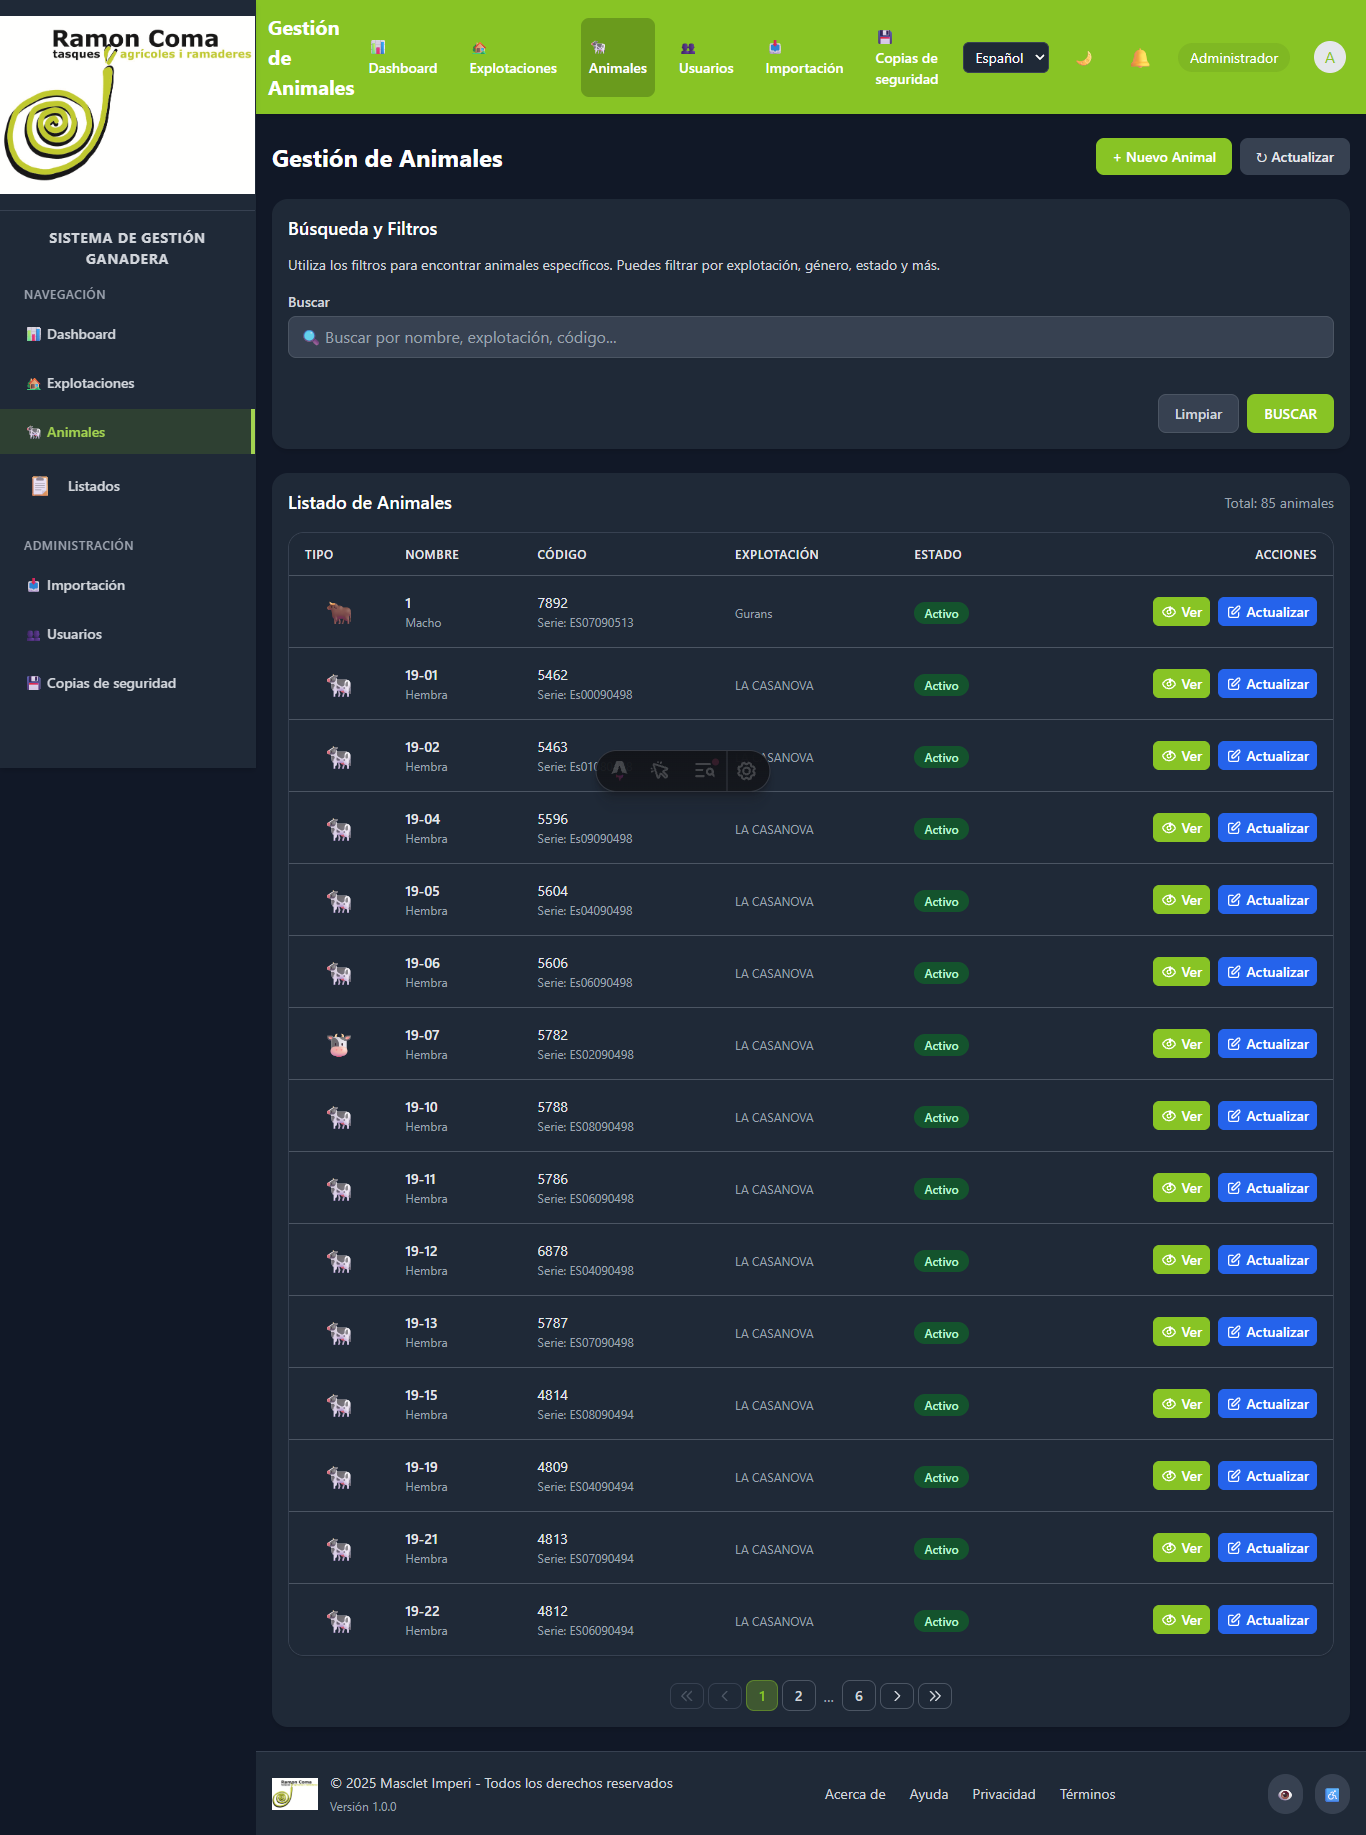 Ramon Coma
tasques agrícoles i ramaderes
SISTEMA DE GESTIÓN
GANADERA
NAVEGACIÓN
Dashboard
Explotaciones
Animales
Listados
ADMINISTRACIÓN
Importación
Usuarios
Copias de seguridad
Gestión
de
Animales
Dashboard
Explotaciones
Animales
Usuarios
Importación
Copias de
seguridad
Español
Administrador
A
Gestión de Animales
+ Nuevo Animal
↻ Actualizar
Búsqueda y Filtros
Utiliza los filtros para encontrar animales específicos. Puedes filtrar por explotación, género, estado y más.
Buscar
Buscar por nombre, explotación, código...
Limpiar
BUSCAR
Listado de Animales
Total: 85 animales
TIPO NOMBRE CÓDIGO EXPLOTACIÓN ESTADO ACCIONES
1 7892
Macho Serie: ES07090513 Gurans Activo Ver Actualizar
19-01 5462
Hembra Serie: Es00090498 LA CASANOVA Activo Ver Actualizar
19-02 5463
Hembra Serie: Es01 SANOVA Activo Ver Actualizar
19-04 5596
Hembra Serie: Es09090498 LA CASANOVA Activo Ver Actualizar
19-05 5604
Hembra Serie: Es04090498 LA CASANOVA Activo Ver Actualizar
19-06 5606
Hembra Serie: Es06090498 LA CASANOVA Activo Ver Actualizar
19-07 5782
Hembra Serie: ES02090498 LA CASANOVA Activo Ver Actualizar
19-10 5788
Hembra Serie: ES08090498 LA CASANOVA Activo Ver Actualizar
19-11 5786
Hembra Serie: ES06090498 LA CASANOVA Activo Ver Actualizar
19-12 6878
Hembra Serie: ES04090498 LA CASANOVA Activo Ver Actualizar
19-13 5787
Hembra Serie: ES07090498 LA CASANOVA Activo Ver Actualizar
19-15 4814
Hembra Serie: ES08090494 LA CASANOVA Activo Ver Actualizar
19-19 4809
Hembra Serie: ES04090494 LA CASANOVA Activo Ver Actualizar
19-21 4813
Hembra Serie: ES07090494 LA CASANOVA Activo Ver Actualizar
19-22 4812
Hembra Serie: ES06090494 LA CASANOVA Activo Ver Actualizar
1 2 ... 6
Ramon Coma
© 2025 Masclet Imperi - Todos los derechos reservados
Versión 1.0.0
Acerca de Ayuda Privacidad Términos